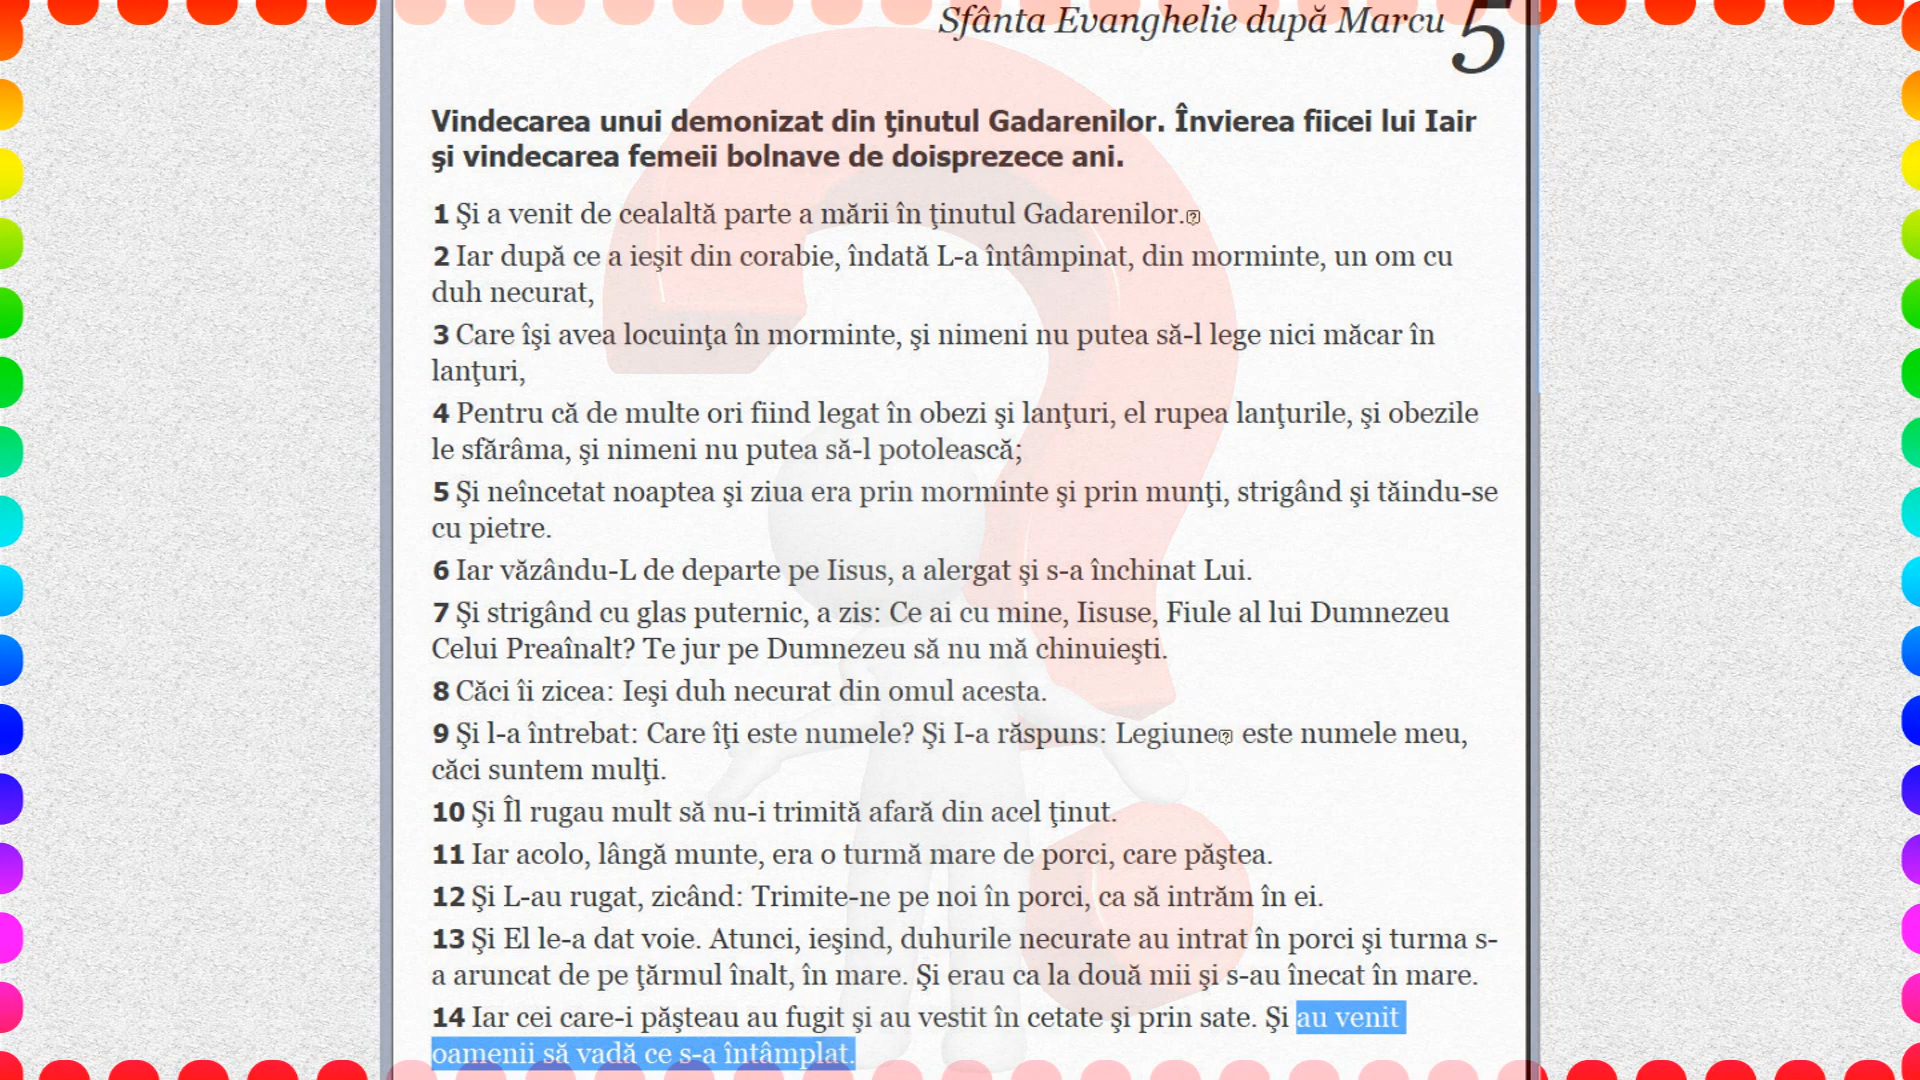 Sfânta Evanghelie după Marcu 5
Vindecarea unui demonizat din ţinutul Gadarenilor. Învierea fiicei lui Iair
şi vindecarea femeii bolnave de doisprezece ani.
1 Şi a venit de cealaltă parte a mării în ţinutul Gadarenilor.
2 Iar după ce a ieşit din corabie, îndată L-a întâmpinat, din morminte, un om cu
duh necurat,
3 Care îşi avea locuinţa în morminte, şi nimeni nu putea să-l lege nici măcar în
lanţuri,
4 Pentru că de multe ori fiind legat în obezi şi lanţuri, el rupea lanţurile, şi obezile
le sfărâma, şi nimeni nu putea să-l potolească;
5 Şi neîncetat noaptea şi ziua era prin morminte şi prin munţi, strigând şi tăindu-se
cu pietre.
6 Iar văzându-L de departe pe Iisus, a alergat şi s-a închinat Lui.
7 Şi strigând cu glas puternic, a zis: Ce ai cu mine, Iisuse, Fiule al lui Dumnezeu
Celui Preaînalt? Te jur pe Dumnezeu să nu mă chinuieşti.
8 Căci îi zicea: Ieşi duh necurat din omul acesta.
9 Şi l-a întrebat: Care îţi este numele? Şi I-a răspuns: Legiune este numele meu,
căci suntem mulţi.
10 Şi Îl rugau mult să nu-i trimită afară din acel ţinut.
11 Iar acolo, lângă munte, era o turmă mare de porci, care păştea.
12 Şi L-au rugat, zicând: Trimite-ne pe noi în porci, ca să intrăm în ei.
13 Şi El le-a dat voie. Atunci, ieşind, duhurile necurate au intrat în porci şi turma s-
a aruncat de pe ţărmul înalt, în mare. Şi erau ca la două mii şi s-au înecat în mare.
14 Iar cei care-i păşteau au fugit şi au vestit în cetate şi prin sate. Şi au venit
oamenii să vadă ce s-a întâmplat.